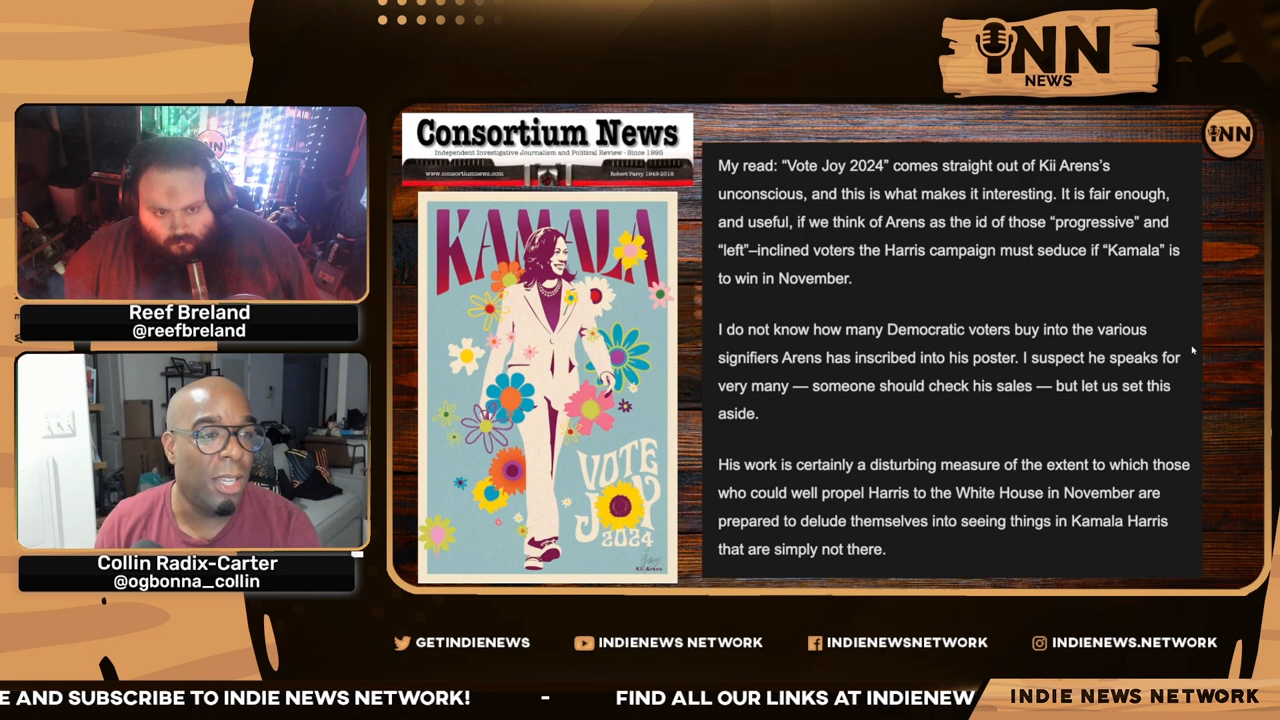 iNN
NEWS
iNN
Consortium News
Independent Investigative Journalism and Political Review - Since 1995
www.consortiumnews.com
Robert Parry 1949-2018
KAMALA
VOTE
JOY
2024
Kii Arens
My read: “Vote Joy 2024” comes straight out of Kii Arens’s
unconscious, and this is what makes it interesting. It is fair enough,
and useful, if we think of Arens as the id of those “progressive” and
“left”–inclined voters the Harris campaign must seduce if “Kamala” is
to win in November.
I do not know how many Democratic voters buy into the various
signifiers Arens has inscribed into his poster. I suspect he speaks for
very many — someone should check his sales — but let us set this
aside.
His work is certainly a disturbing measure of the extent to which those
who could well propel Harris to the White House in November are
prepared to delude themselves into seeing things in Kamala Harris
that are simply not there.
Reef Breland
@reefbreland
Collin Radix-Carter
@ogbonna_collin
GETINDIENEWS
INDIENEWS NETWORK
INDIENEWSNETWORK
INDIENEWS.NETWORK
E AND SUBSCRIBE TO INDIE NEWS NETWORK! - FIND ALL OUR LINKS AT INDIENEW
INDIE NEWS NETWORK